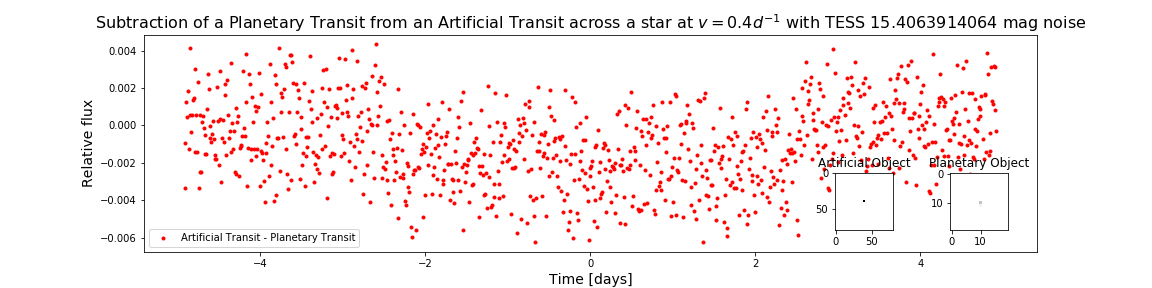 Subtraction of a Planetary Transit from an Artificial Transit across a star at v = 0.4d⁻¹ with TESS 15.4063914064 mag noise
Relative flux
0.004
0.002
0.000
−0.002
−0.004
−0.006
Artificial Transit - Planetary Transit
Artificial Object
0
50
0 50
Planetary Object
0
10
0 10
−4 −2 0 2 4
Time [days]